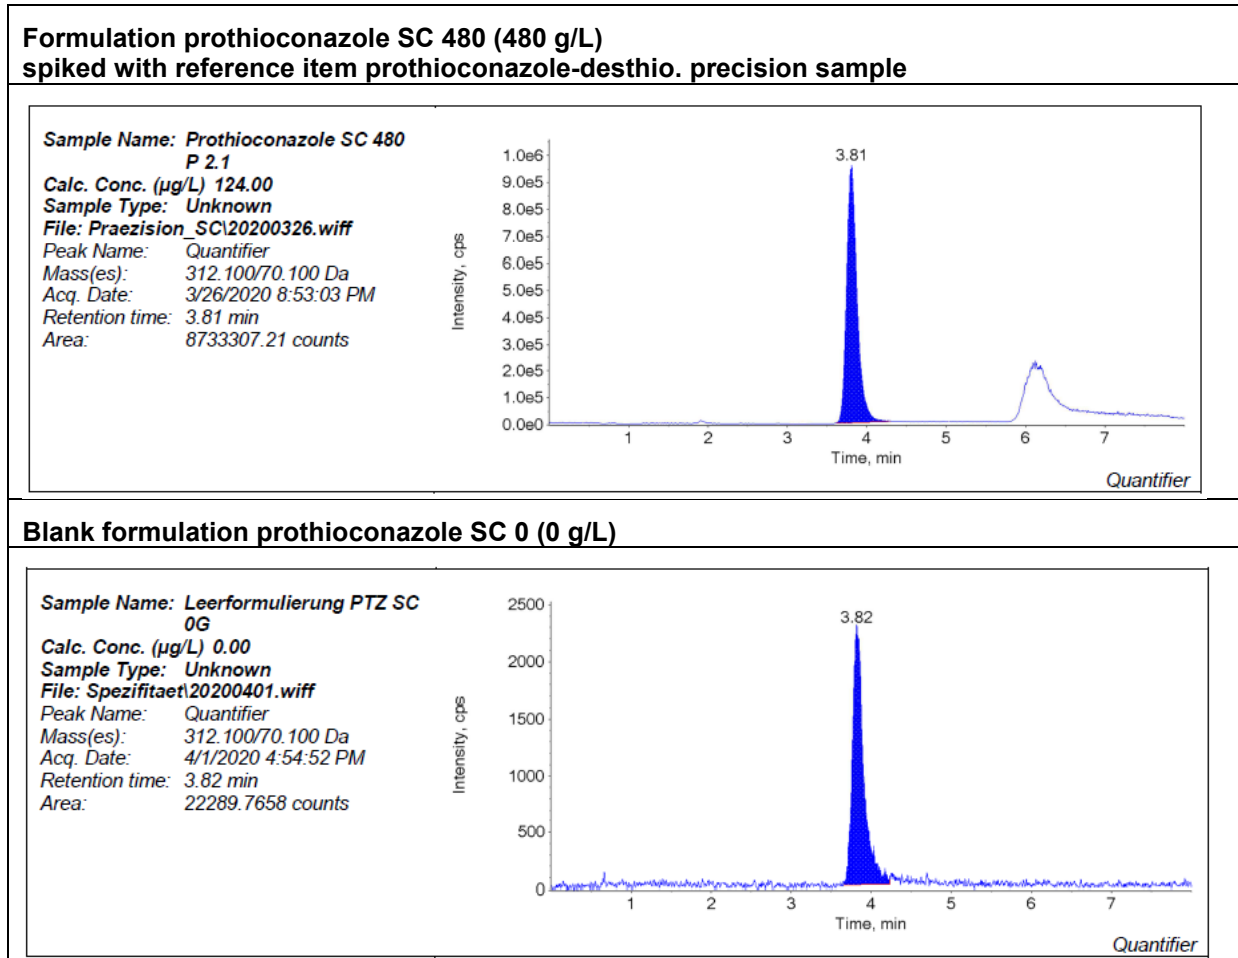 Formulation prothioconazole SC 480 (480 g/L)
spiked with reference item prothioconazole-desthio. precision sample
Sample Name: Prothioconazole SC 480
P 2.1
Calc. Conc. (µg/L) 124.00
Sample Type: Unknown
File: Praezision_SC\20200326.wiff
Peak Name: Quantifier
Mass(es): 312.100/70.100 Da
Acq. Date: 3/26/2020 8:53:03 PM
Retention time: 3.81 min
Area: 8733307.21 counts
Intensity, cps
1.0e6
9.0e5
8.0e5
7.0e5
6.0e5
5.0e5
4.0e5
3.0e5
2.0e5
1.0e5
0.0e0
3.81
1 2 3 4 5 6 7
Time, min
Quantifier
Blank formulation prothioconazole SC 0 (0 g/L)
Sample Name: Leerformulierung PTZ SC
0G
Calc. Conc. (µg/L) 0.00
Sample Type: Unknown
File: Spezifitaet\20200401.wiff
Peak Name: Quantifier
Mass(es): 312.100/70.100 Da
Acq. Date: 4/1/2020 4:54:52 PM
Retention time: 3.82 min
Area: 22289.7658 counts
Intensity, cps
2500
2000
1500
1000
500
0
3.82
1 2 3 4 5 6 7
Time, min
Quantifier